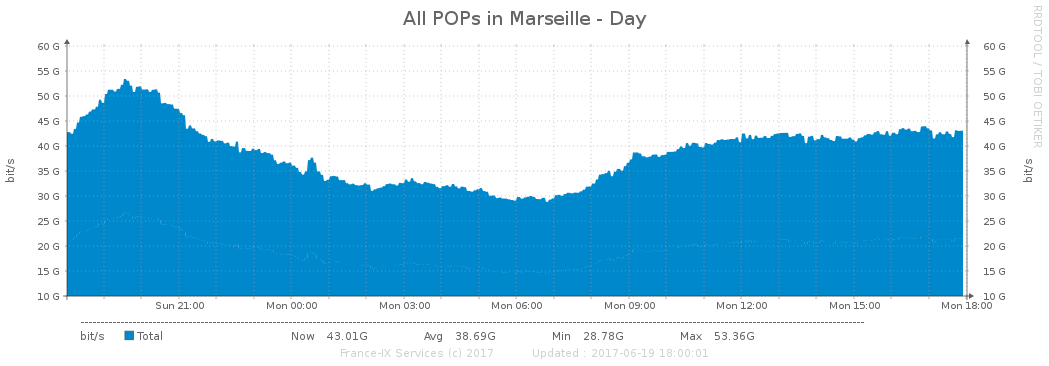 All POPs in Marseille - Day
RRDTOOL / TOBI OETIKER
60 G 60 G
55 G 55 G
50 G 50 G
45 G 45 G
40 G 40 G
35 G 35 G
30 G 30 G
25 G 25 G
20 G 20 G
15 G 15 G
10 G 10 G
bit/s bit/s
Sun 21:00 Mon 00:00 Mon 03:00 Mon 06:00 Mon 09:00 Mon 12:00 Mon 15:00 Mon 18:00
bit/s Total Now 43.01G Avg 38.69G Min 28.78G Max 53.36G
France-IX Services (c) 2017 Updated : 2017-06-19 18:00:01